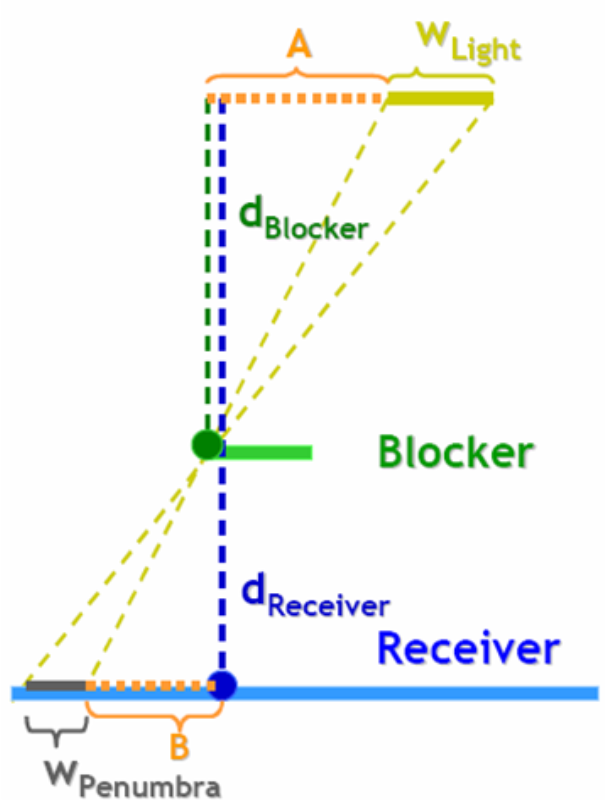 A
wLight
dBlocker
Blocker
dReceiver
Receiver
B
wPenumbra